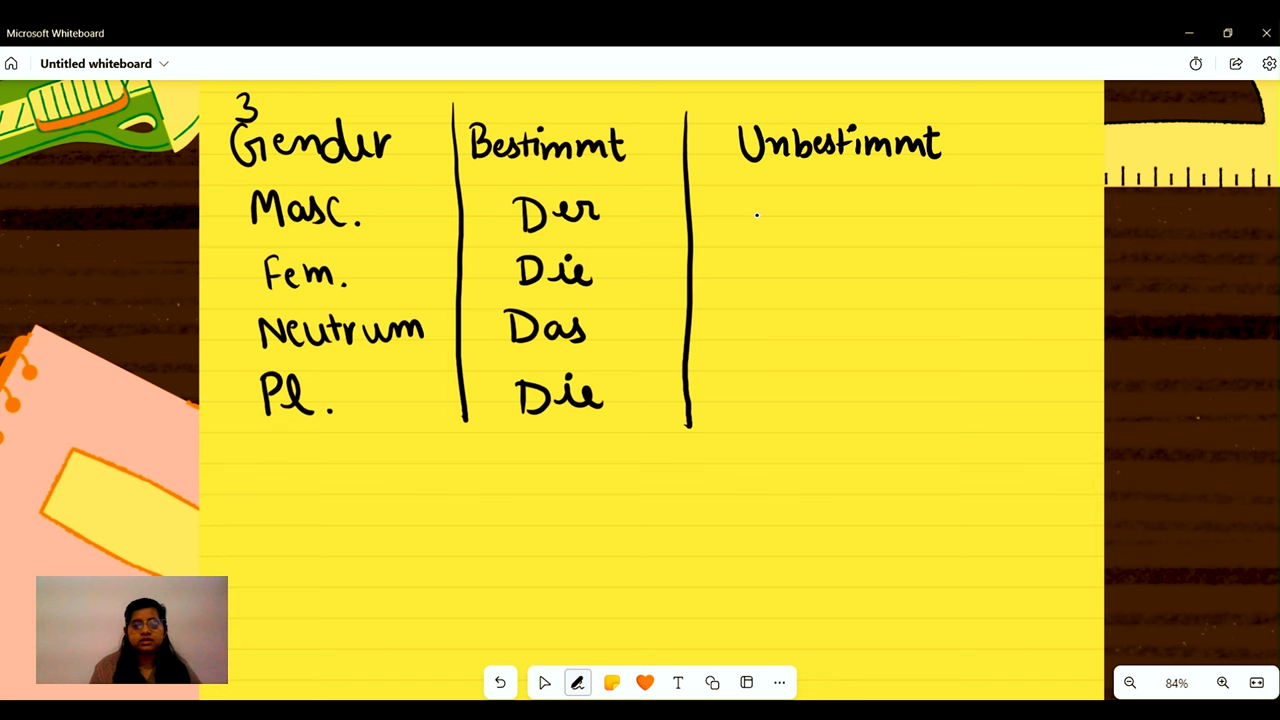 Microsoft Whiteboard
Untitled whiteboard
3
Gender Bestimmt Unbestimmt
Masc. Der
Fem. Die
Neutrum Das
Pl. Die
T
84%